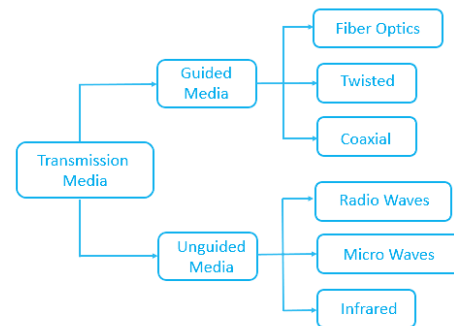 Fiber Optics
Guided
Media
Twisted
Coaxial
Transmission
Media
Radio Waves
Unguided
Media
Micro Waves
Infrared